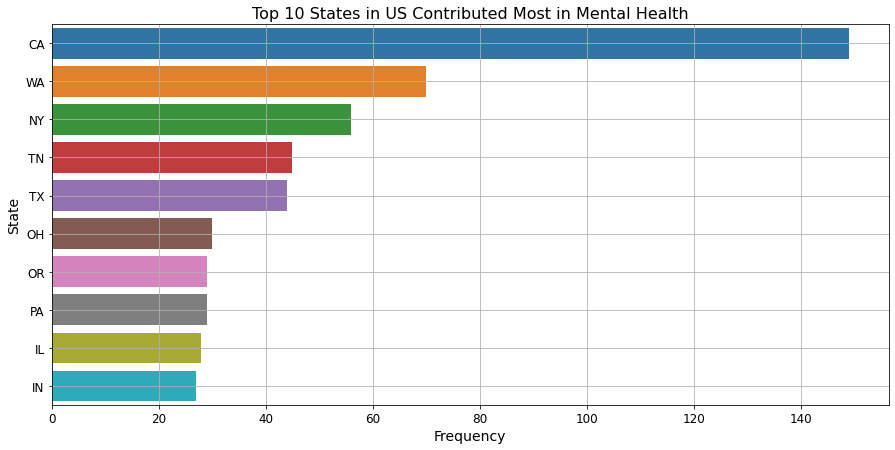 Top 10 States in US Contributed Most in Mental Health
State
CA
WA
NY
TN
TX
OH
OR
PA
IL
IN
0 20 40 60 80 100 120 140
Frequency